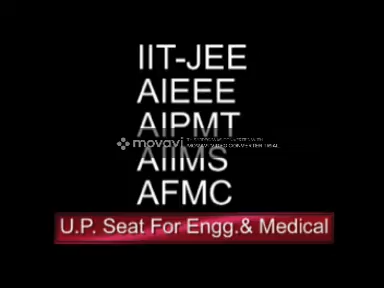 IIT-JEE
AIEEE
AIPMT
movavi
AIIMS
AFMC
U.P. Seat For Engg.& Medical